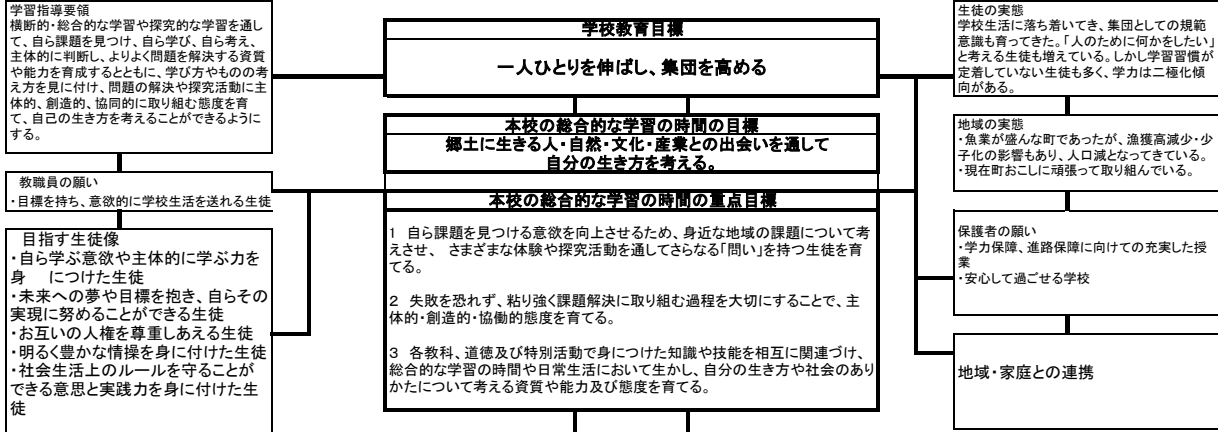 学習指導要領
横断的・総合的な学習や探究的な学習を通し
て、自ら課題を見つけ、自ら学び、自ら考え、
主体的に判断し、よりよく問題を解決する資質
や能力を育成するとともに、学び方やものの考
え方を見に付け、問題の解決や探究活動に主
体的、創造的、協同的に取り組む態度を育
て、自己の生き方を考えることができるように
する。
教職員の願い
・目標を持ち、意欲的に学校生活を送れる生徒
目指す生徒像
・自ら学ぶ意欲や主体的に学ぶ力を
身　につけた生徒
・未来への夢や目標を抱き、自らその
実現に努めることができる生徒
・お互いの人権を尊重しあえる生徒
・明るく豊かな情操を身に付けた生徒
・社会生活上のルールを守ることが
できる意思と実践力を身に付けた生
徒
学校教育目標
一人ひとりを伸ばし、集団を高める
本校の総合的な学習の時間の目標
郷土に生きる人・自然・文化・産業との出会いを通して
自分の生き方を考える。
本校の総合的な学習の時間の重点目標
1　自ら課題を見つける意欲を向上させるため、身近な地域の課題について考
えさせ、 さまざまな体験や探究活動を通してさらなる「問い」を持つ生徒を育
てる。
2　失敗を恐れず、粘り強く課題解決に取り組む過程を大切にすることで、主
体的・創造的・協働的態度を育てる。
3　各教科、道徳及び特別活動で身につけた知識や技能を相互に関連づけ、
総合的な学習の時間や日常生活において生かし、自分の生き方や社会のあり
かたについて考える資質や能力及び態度を育てる。
生徒の実態
学校生活に落ち着いてき、集団としての規範
意識も育ってきた。「人のために何かをしたい」
と考える生徒も増えている。しかし学習習慣が
定着していない生徒も多く、学力は二極化傾
向がある。
地域の実態
・魚業が盛んな町であったが、漁獲高減少・少
子化の影響もあり、人口減となってきている。
・現在町おこしに頑張って取り組んでいる。
保護者の願い
・学力保障、進路保障に向けての充実した授
業
・安心して過ごせる学校
地域・家庭との連携